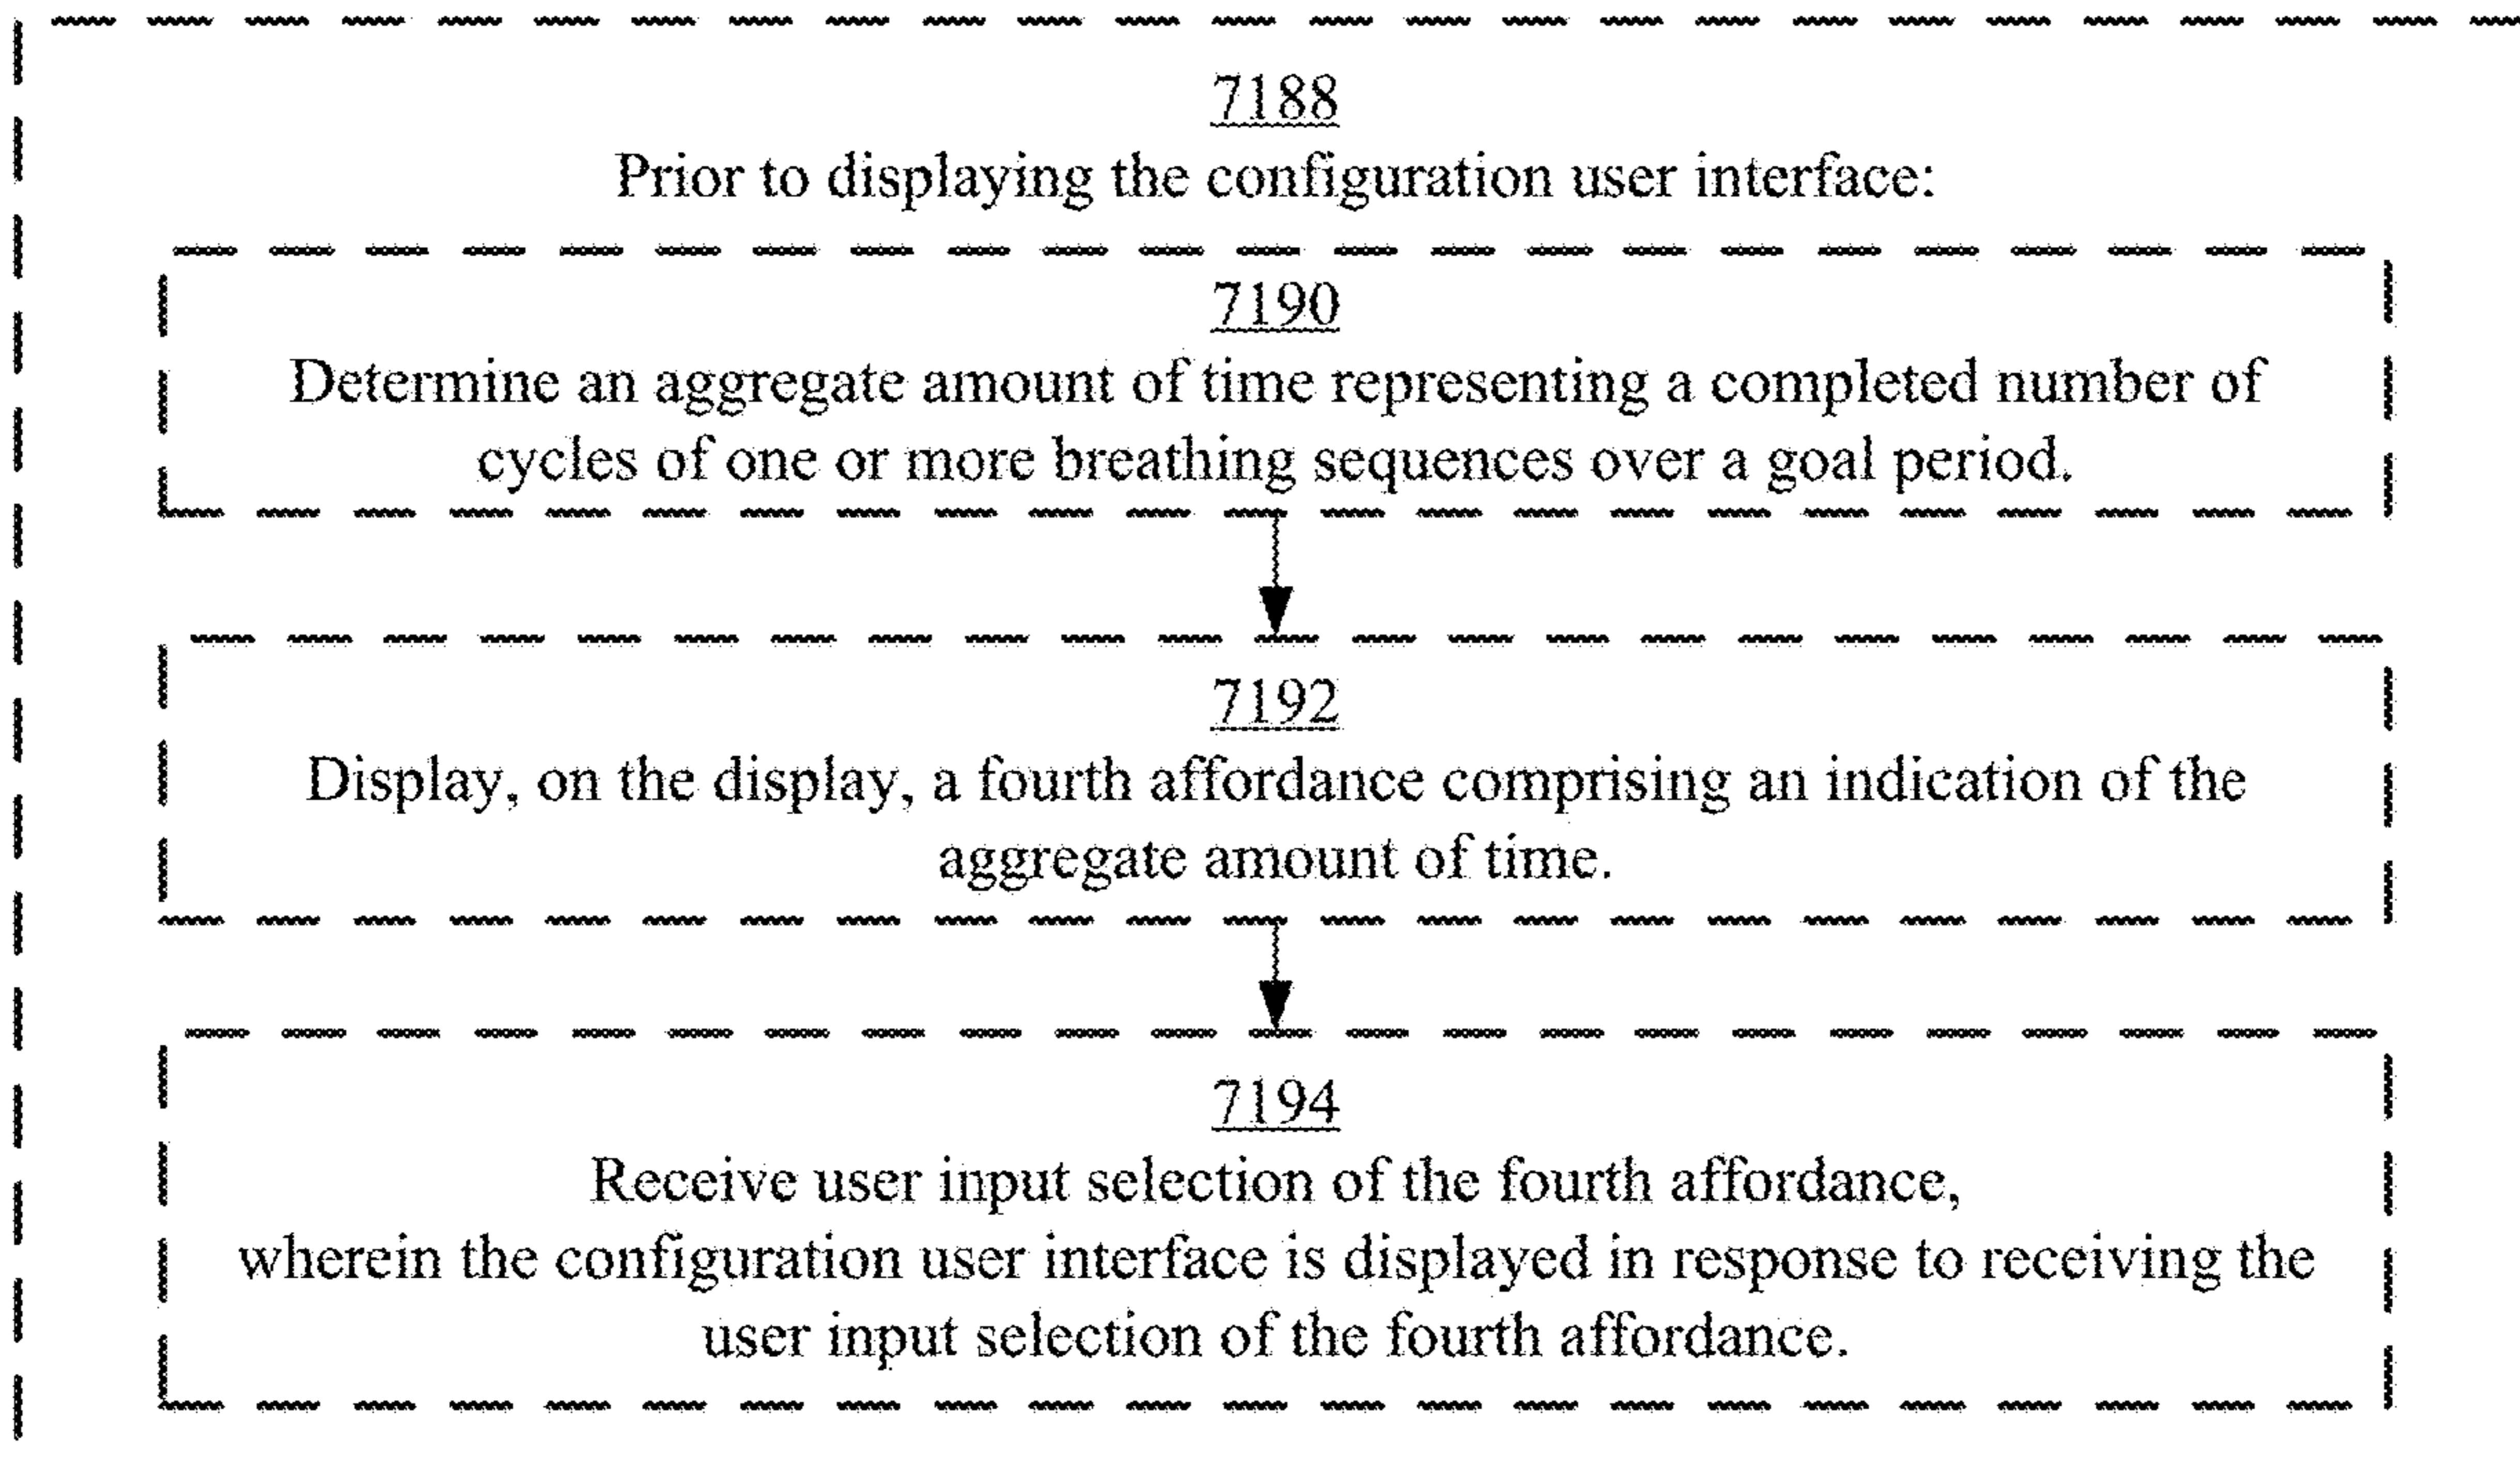 7188
Prior to displaying the configuration user interface:
7190
Determine an aggregate amount of time representing a completed number of
cycles of one or more breathing sequences over a goal period.
7192
Display, on the display, a fourth affordance comprising an indication of the
aggregate amount of time.
7194
Receive user input selection of the fourth affordance,
wherein the configuration user interface is displayed in response to receiving the
user input selection of the fourth affordance.